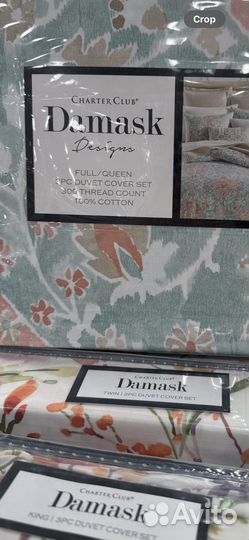 Crop
CHARTER CLUB®
Damask
Designs
FULL/QUEEN
3PC DUVET COVER SET
300 THREAD COUNT
100% COTTON
CHARTER CLUB®
Damask
TWIN | 2PC DUVET COVER SET
CHARTER CLUB®
Damask
KING | 3PC DUVET COVER SET
Avito